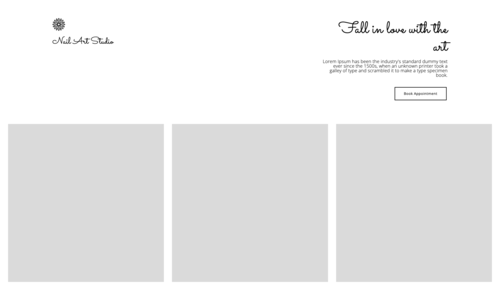 Nail Art Studio
Fall in love with the
art
Lorem Ipsum has been the industry's standard dummy text
ever since the 1500s, when an unknown printer took a
galley of type and scrambled it to make a type specimen
book.
Book Appointment